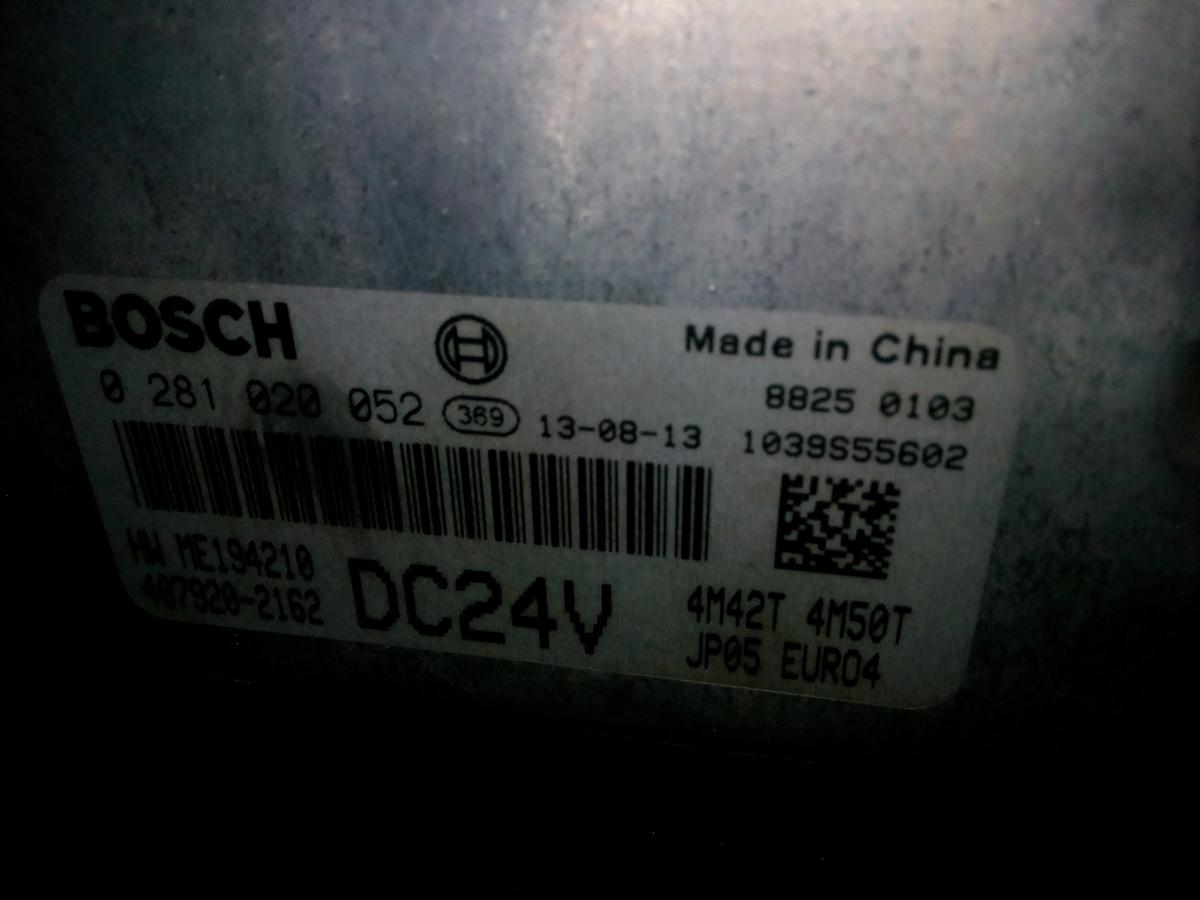 BOSCH
Made in China
0 281 020 052 369 13-08-13
8825 0103
1039S55602
HW ME194210
407920-2162
DC24V
4M42T 4M50T
JP05 EURO4